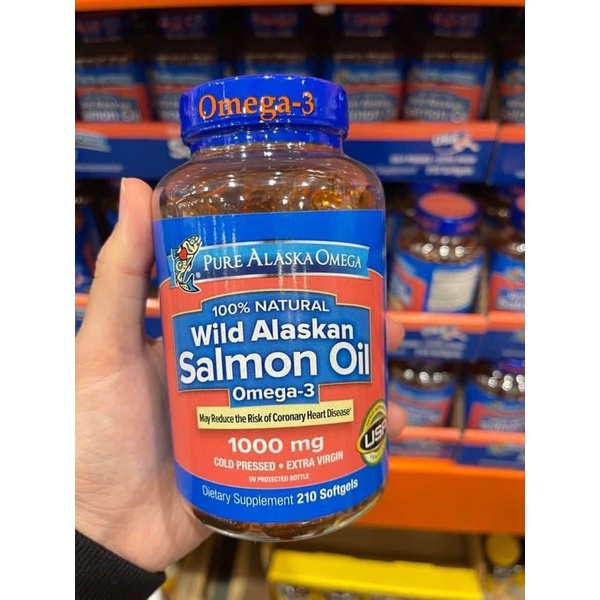 Omega-3
PURE ALASKA OMEGA
®
100% NATURAL
Wild Alaskan
Salmon Oil
Omega-3
May Reduce the Risk of Coronary Heart Disease†
1000 mg
COLD PRESSED • EXTRA VIRGIN
UV PROTECTED BOTTLE
Dietary Supplement 210 Softgels
USP